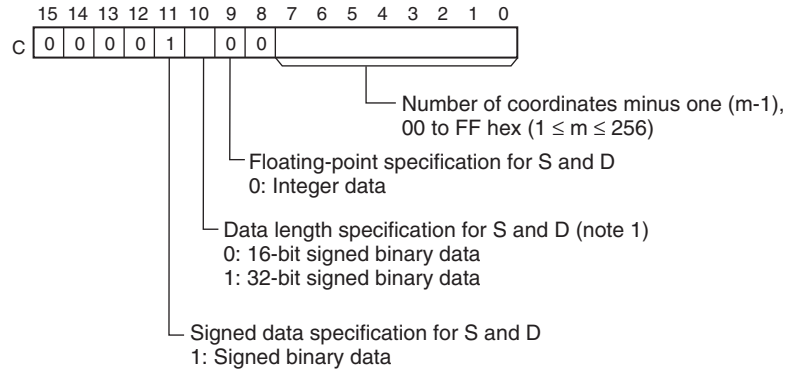 15 14 13 12 11 10 9 8 7 6 5 4 3 2 1 0
C 0 0 0 0 1 0 0
Number of coordinates minus one (m-1),
00 to FF hex (1 ≤ m ≤ 256)
Floating-point specification for S and D
0: Integer data
Data length specification for S and D (note 1)
0: 16-bit signed binary data
1: 32-bit signed binary data
Signed data specification for S and D
1: Signed binary data